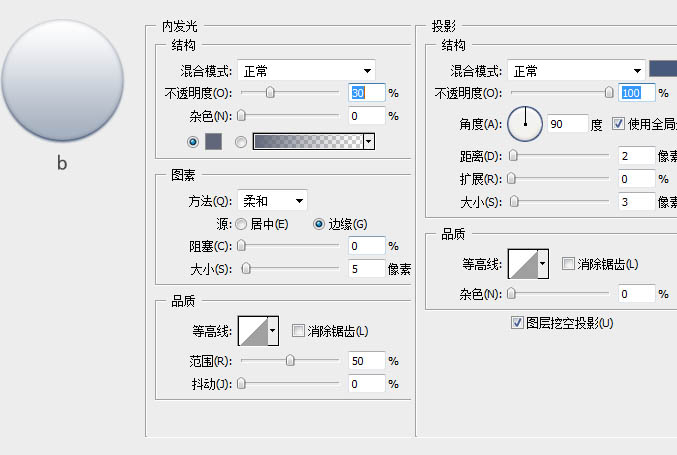 b
内发光
结构
混合模式: 正常
不透明度(O): 30 %
杂色(N): 0 %
图素
方法(Q): 柔和
源: 居中(E) 边缘(G)
阻塞(C): 0 %
大小(S): 5 像素
品质
等高线: 消除锯齿(L)
范围(R): 50 %
抖动(J): 0 %
投影
结构
混合模式: 正常
不透明度(O): 100 %
角度(A): 90 度 使用全局
距离(D): 2 像素
扩展(R): 0 %
大小(S): 3 像素
品质
等高线: 消除锯齿(L)
杂色(N): 0 %
图层挖空投影(U)